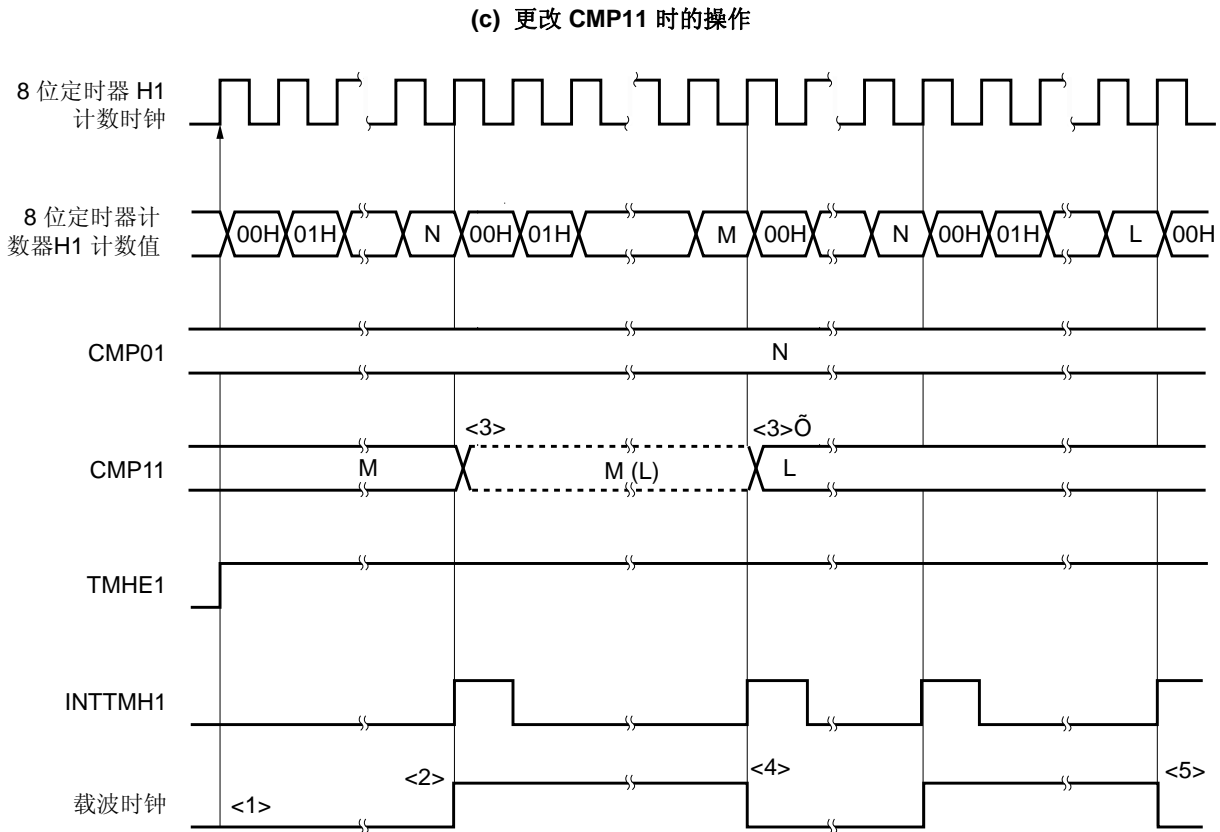 (c) 更改 CMP11 时的操作
8 位定时器 H1
计数时钟
8 位定时器计
数器H1 计数值
00H 01H N 00H 01H M 00H N 00H 01H L 00H
CMP01
N
<3> <3>Õ
CMP11
M M (L) L
TMHE1
INTTMH1
<2> <4> <5>
载波时钟
<1>